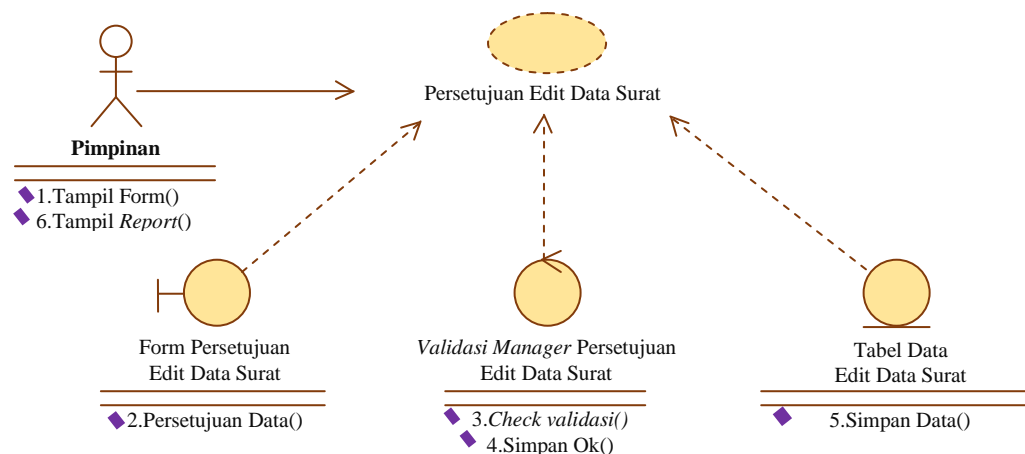 Persetujuan Edit Data Surat
Pimpinan
1.Tampil Form()
6.Tampil Report()
Form Persetujuan
Edit Data Surat
2.Persetujuan Data()
Validasi Manager Persetujuan
Edit Data Surat
3.Check validasi()
4.Simpan Ok()
Tabel Data
Edit Data Surat
5.Simpan Data()